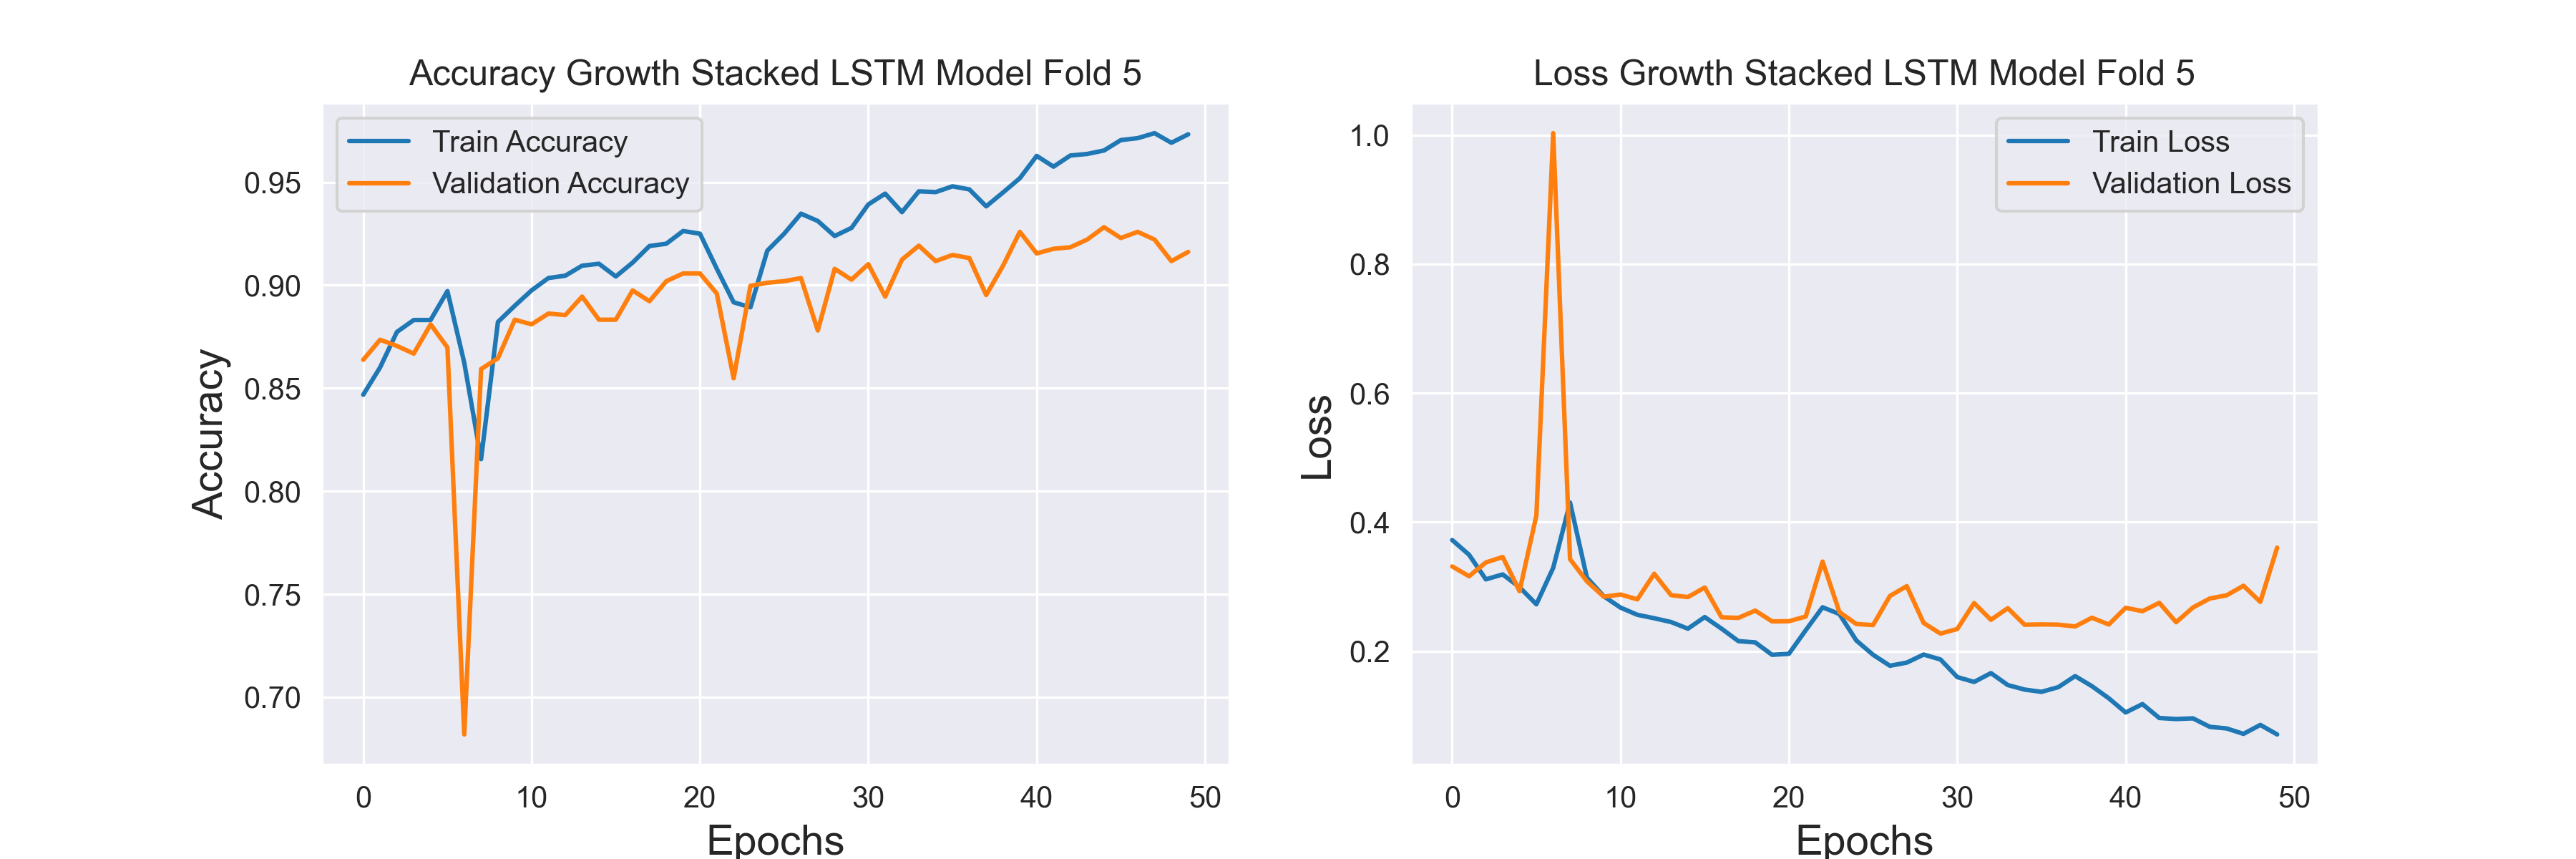 Accuracy Growth Stacked LSTM Model Fold 5
Train Accuracy
Validation Accuracy
0.95
0.90
0.85
0.80
0.75
0.70
Accuracy
0 10 20 30 40 50
Epochs
Loss Growth Stacked LSTM Model Fold 5
Train Loss
Validation Loss
1.0
0.8
0.6
0.4
0.2
Loss
0 10 20 30 40 50
Epochs